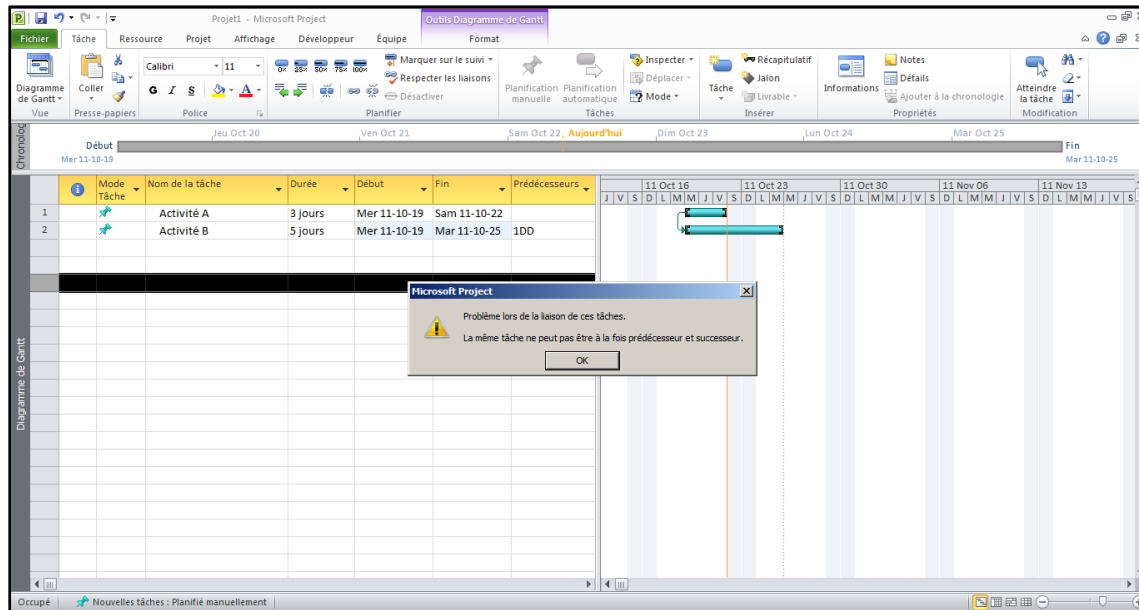 Projet1 - Microsoft Project
Outils Diagramme de Gantt
Fichier Tâche Ressource Projet Affichage Développeur Équipe Format
Diagramme de Gantt
Vue
Coller
Presse-papiers
Calibri 11
G I S A
Police
0× 25× 50× 75× 100×
Marquer sur le suivi
Respecter les liaisons
Désactiver
Planifier
Planification manuelle
Planification automatique
Inspecter
Déplacer
Mode
Tâches
Tâche
Récapitulatif
Jalon
Livrable
Insérer
Informations
Notes
Détails
Ajouter à la chronologie
Propriétés
Atteindre la tâche
Modification
Chronolog
Jeu Oct 20 Ven Oct 21 Sam Oct 22, Aujourd'hui Dim Oct 23 Lun Oct 24 Mar Oct 25
Début
Mer 11-10-19
Fin
Mar 11-10-25
Mode Tâche Nom de la tâche Durée Début Fin Prédécesseurs
11 Oct 16 11 Oct 23 11 Oct 30 11 Nov 06 11 Nov 13
J V S D L M M J V S D L M M J V S D L M M J V S D L M M J V S D L M M J V S
1 Activité A 3 jours Mer 11-10-19 Sam 11-10-22
2 Activité B 5 jours Mer 11-10-19 Mar 11-10-25 1DD
Diagramme de Gantt
Microsoft Project
Problème lors de la liaison de ces tâches.
La même tâche ne peut pas être à la fois prédécesseur et successeur.
OK
Occupé Nouvelles tâches : Planifié manuellement